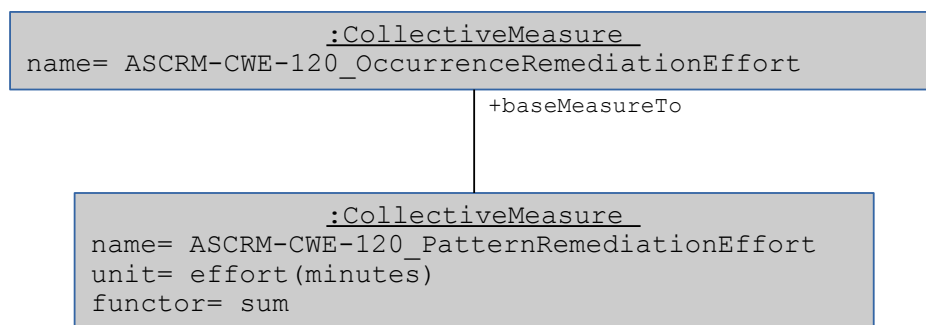 :CollectiveMeasure
name= ASCRM-CWE-120_OccurrenceRemediationEffort
+baseMeasureTo
:CollectiveMeasure
name= ASCRM-CWE-120_PatternRemediationEffort
unit= effort(minutes)
functor= sum